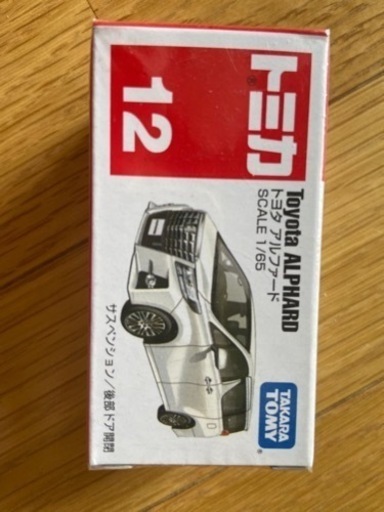 トミカ®
12
Toyota ALPHARD
トヨタ アルファード
SCALE 1/65
サスペンション/後部ドア開閉
TAKARA
TOMY®